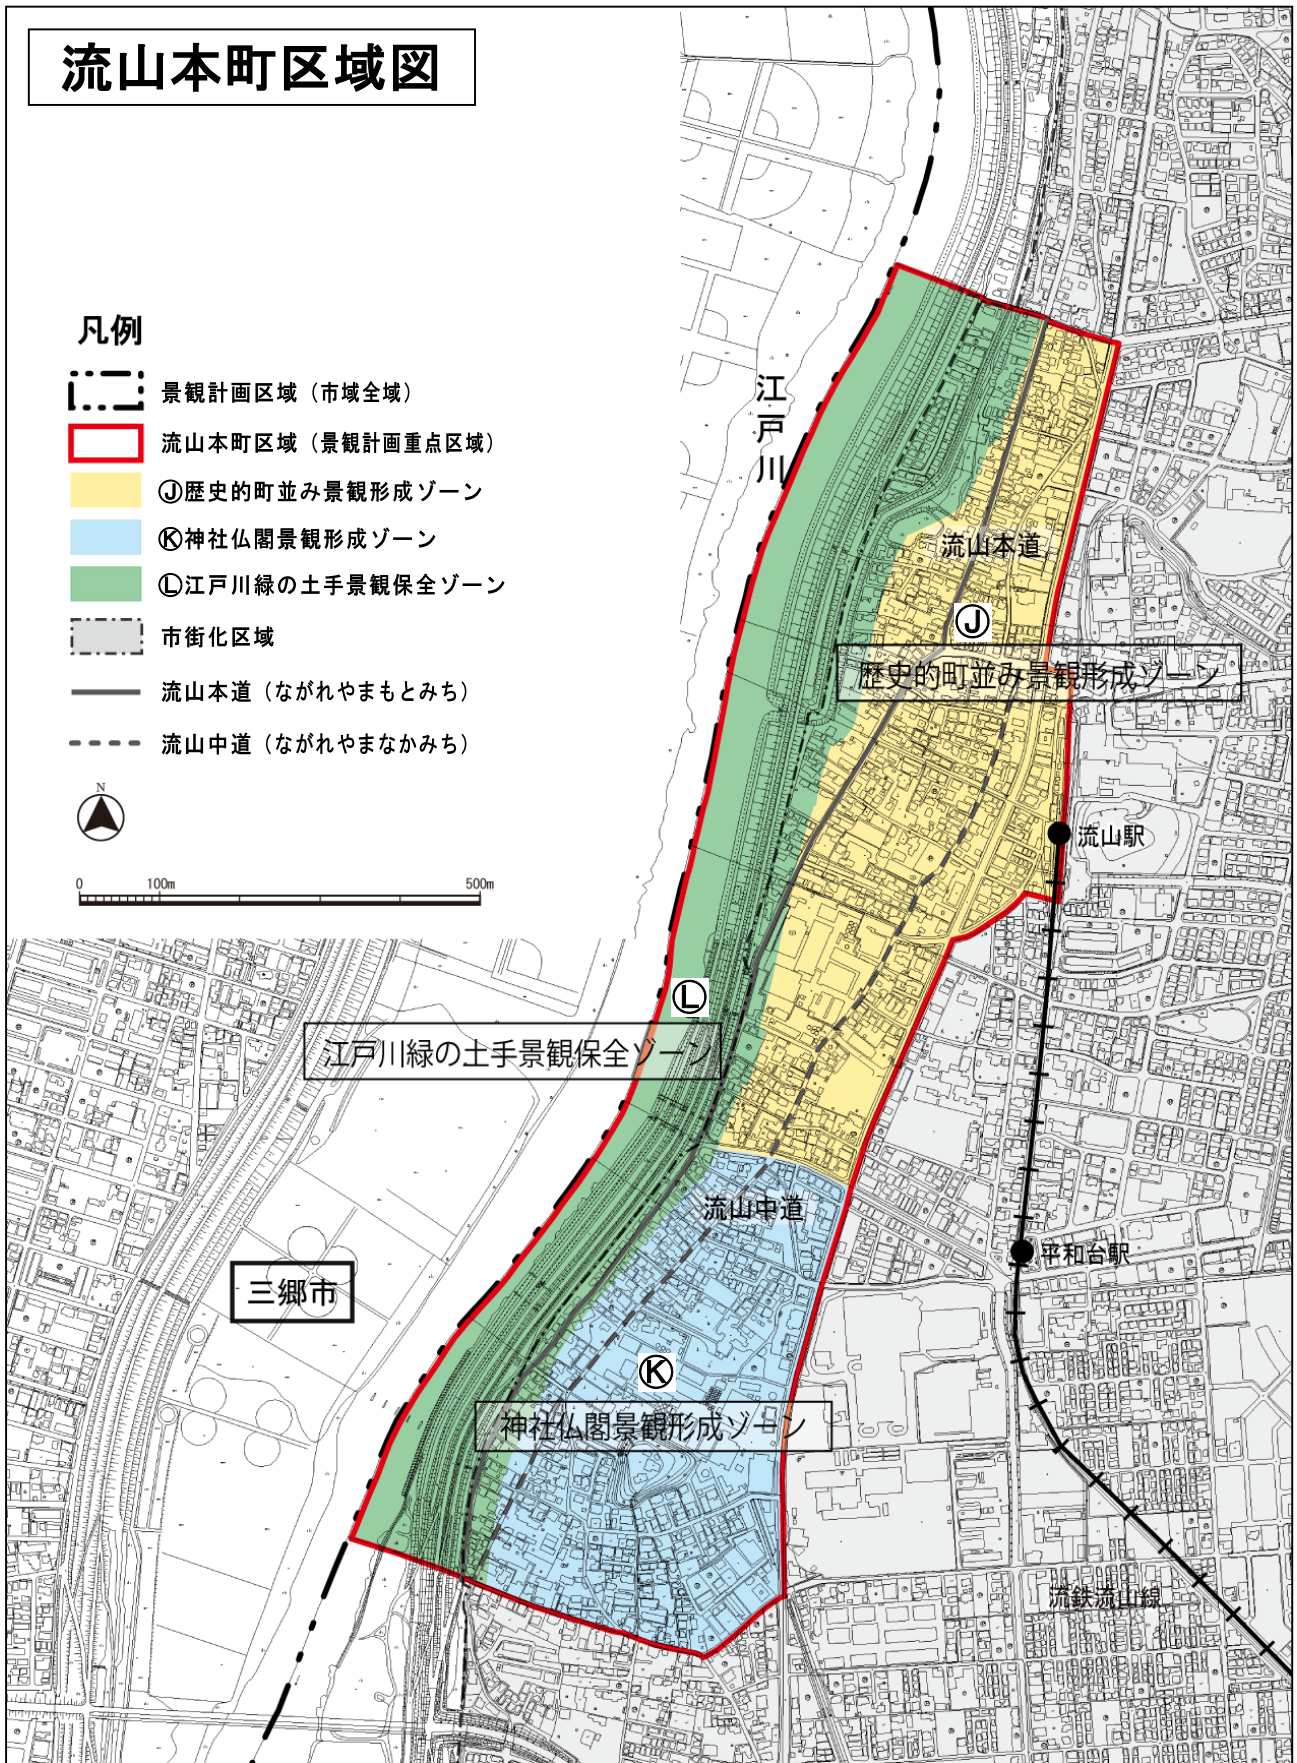 流山本町区域図
凡例
景観計画区域（市域全域）
流山本町区域（景観計画重点区域）
Ⓙ歴史的町並み景観形成ゾーン
Ⓚ神社仏閣景観形成ゾーン
Ⓛ江戸川緑の土手景観保全ゾーン
市街化区域
流山本道（ながれやまもとみち）
流山中道（ながれやまなかみち）
N
0 100m 500m
江戸川
流山本道
Ⓙ
歴史的町並み景観形成ゾーン
流山駅
Ⓛ
江戸川緑の土手景観保全ゾーン
流山中道
平和台駅
三郷市
Ⓚ
神社仏閣景観形成ゾーン
流鉄流山線